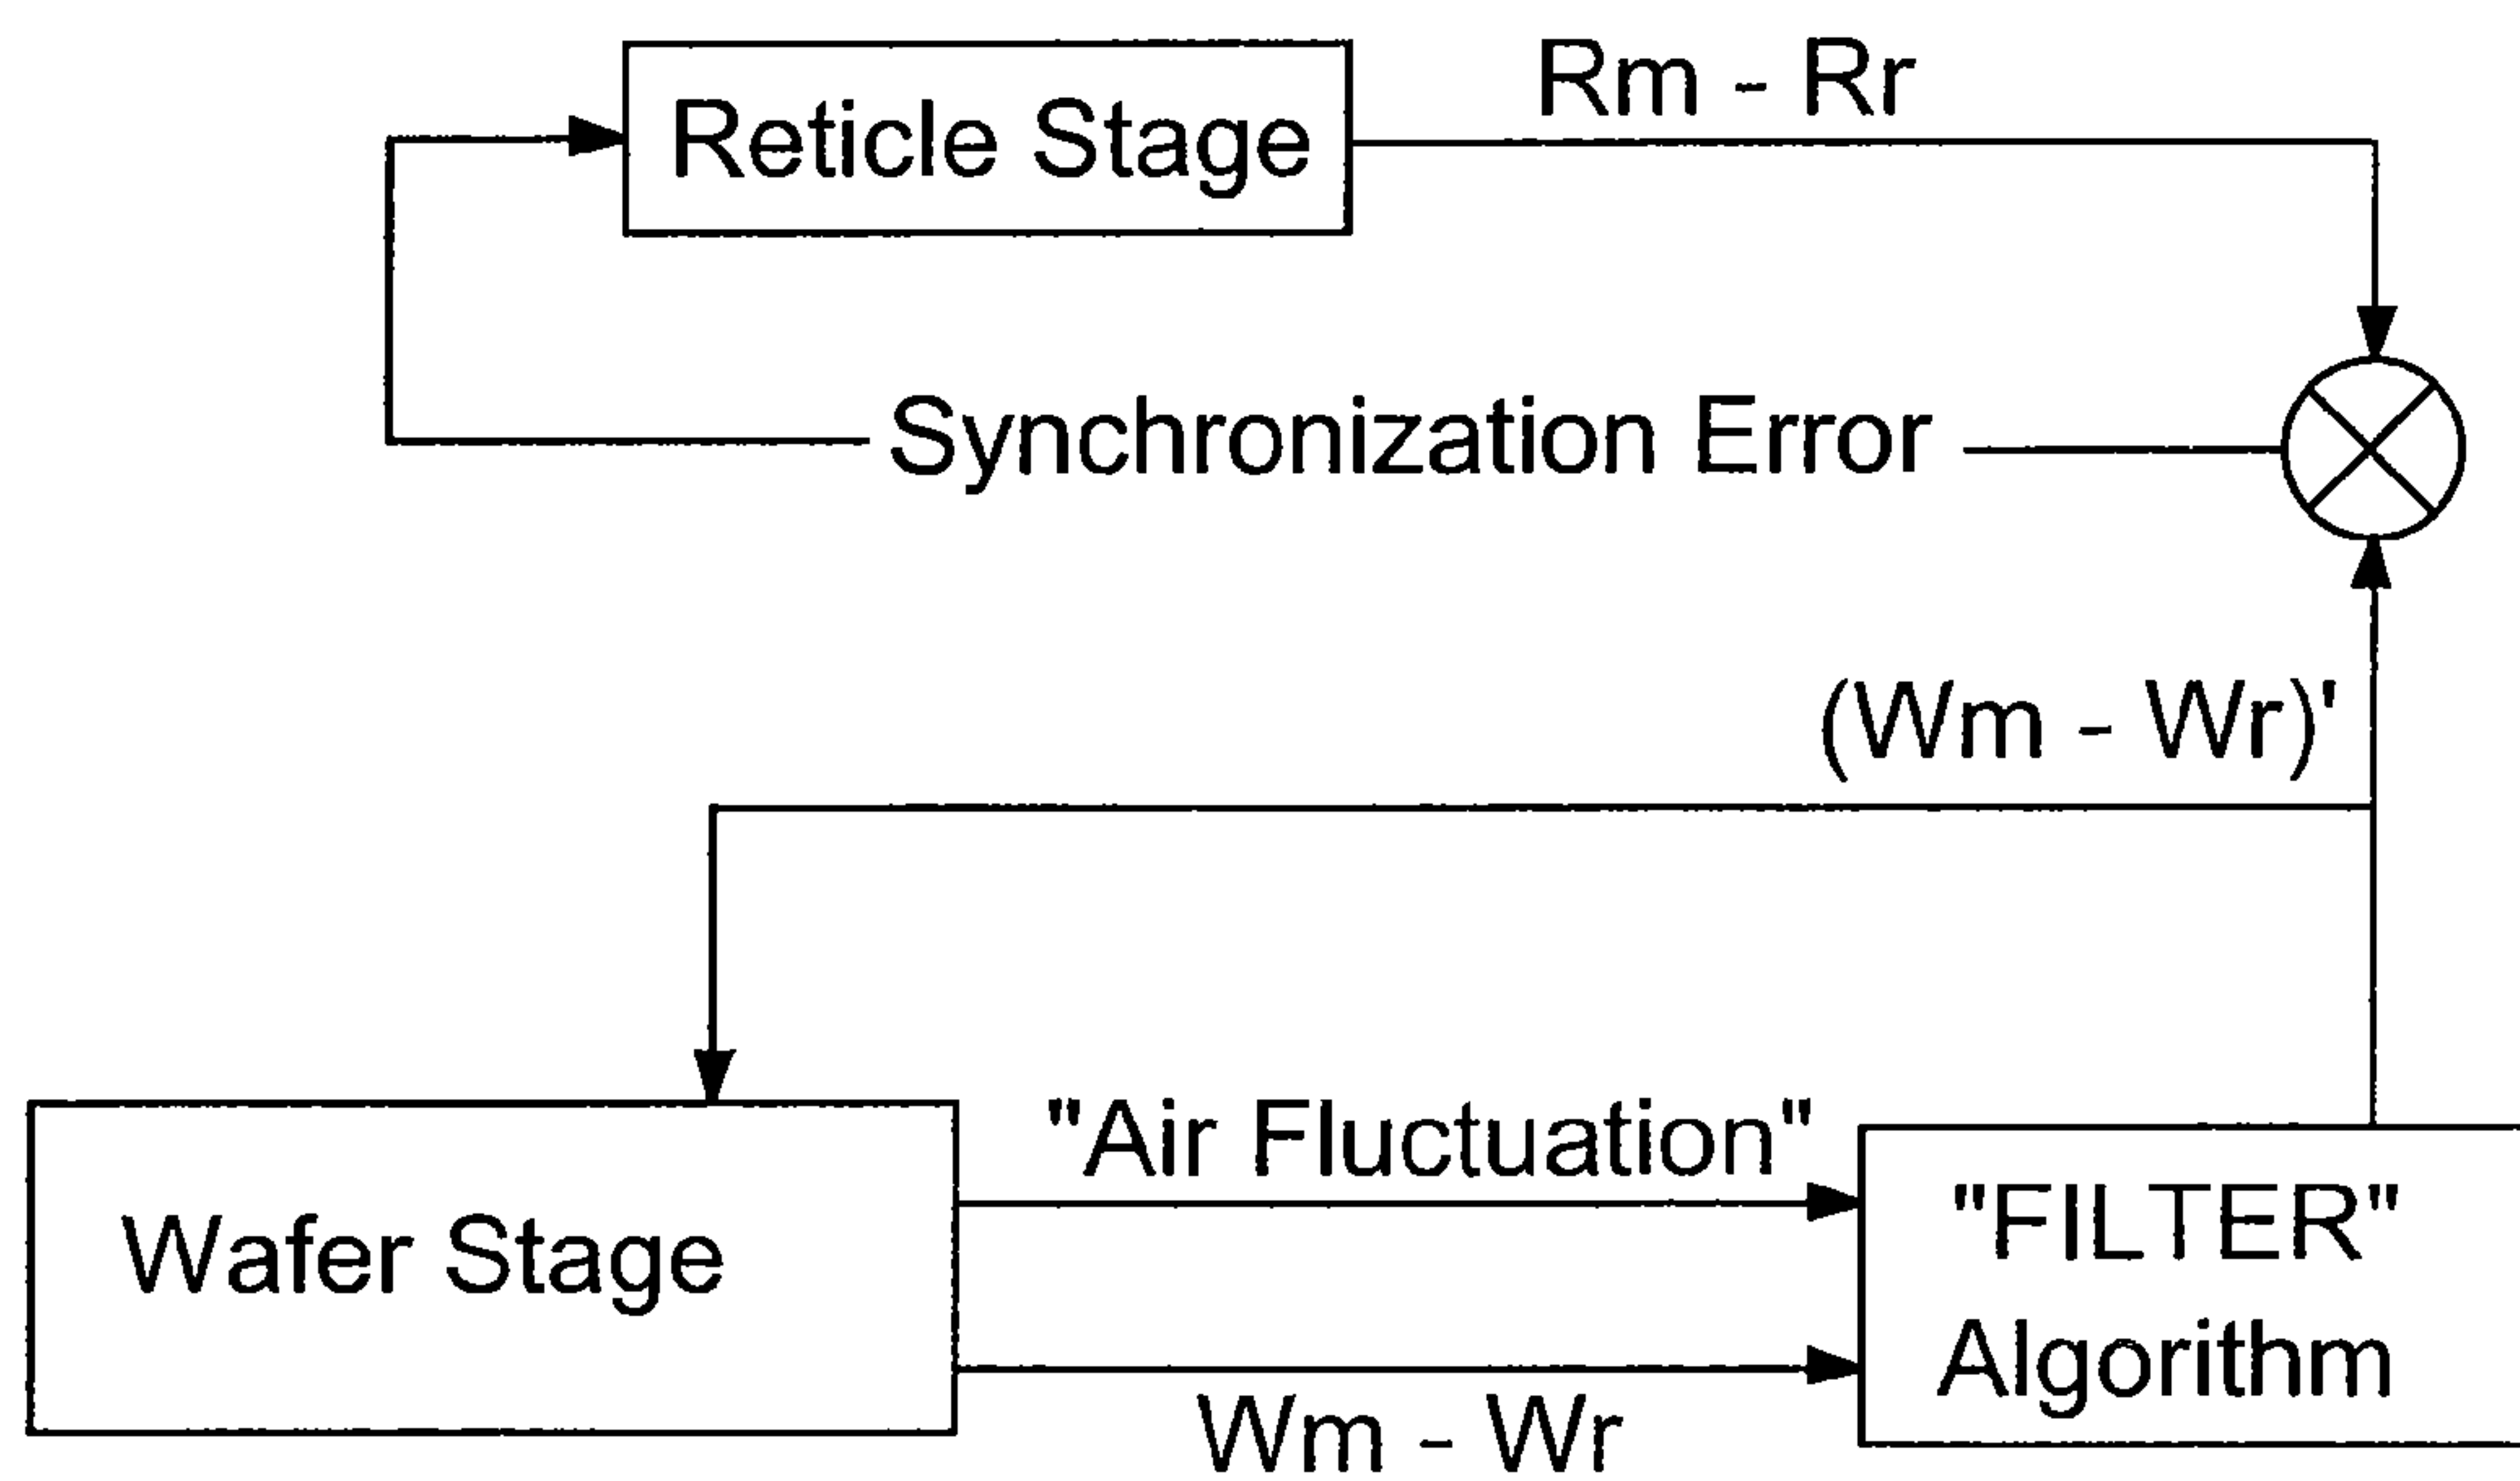 Rm - Rr
Reticle Stage
Synchronization Error
(Wm - Wr)'
"Air Fluctuation"
Wafer Stage
"FILTER"
Algorithm
Wm - Wr